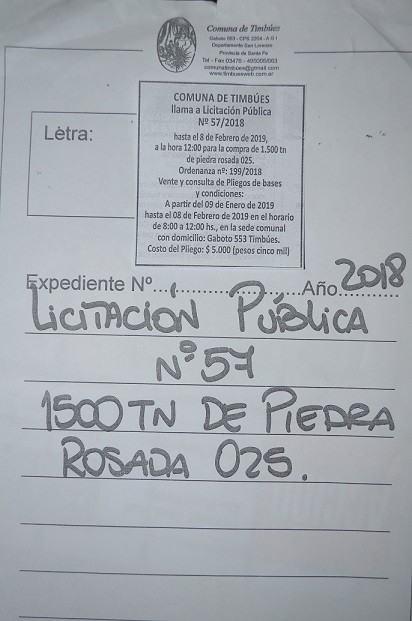 Comuna de Timbúes
Gaboto 553 - CPS 2204 - A G I
Departamento San Lorenzo
Provincia de Santa Fe
Tel - Fax 03476 - 495006/063
comunatimbues@gmail.com
www.timbuesweb.com.ar
COMUNA DE TIMBÚES
llama a Licitación Pública
Nº 57/2018
hasta el 8 de Febrero de 2019,
a la hora 12:00 para la compra de 1.500 tn
de piedra rosada 025.
Ordenanza nº: 199/2018
Vente y consulta de Pliegos de bases
y condiciones:
A partir del 09 de Enero de 2019
hasta el 08 de Febrero de 2019 en el horario
de 8:00 a 12:00 hs., en la sede comunal
con domicilio: Gaboto 553 Timbúes.
Costo del Pliego: $ 5.000 (pesos cinco mil)
Lètra:
Expediente Nº..............................Año 2018
LICITACIÓN PÚBLICA
Nº 57
1500 TN DE PIEDRA
ROSADA 025.